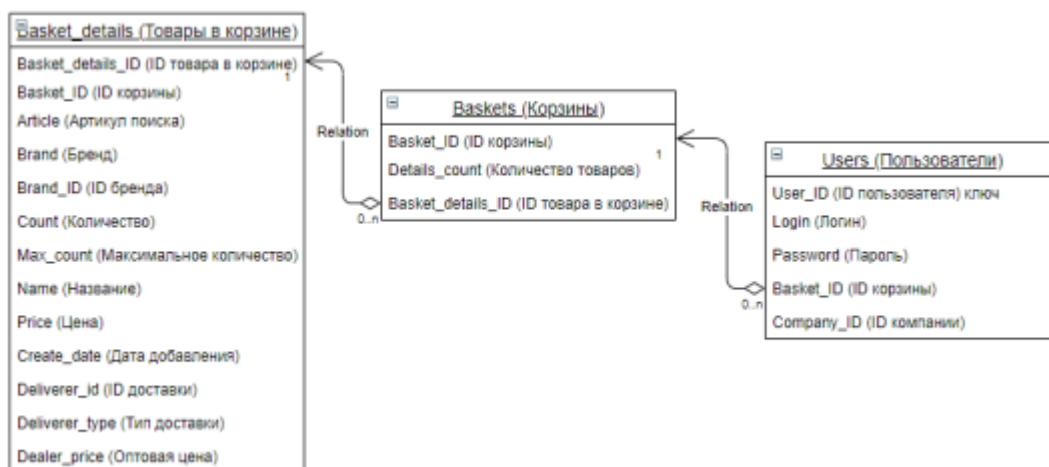 Basket_details (Товары в корзине)
Basket_details_ID (ID товара в корзине)
1
Basket_ID (ID корзины)
Article (Артикул поиска)
Brand (Бренд)
Brand_ID (ID бренда)
Count (Количество)
Max_count (Максимальное количество)
Name (Название)
Price (Цена)
Create_date (Дата добавления)
Deliverer_id (ID доставки)
Deliverer_type (Тип доставки)
Dealer_price (Оптовая цена)
Relation
0..n
Baskets (Корзины)
Basket_ID (ID корзины)
1
Details_count (Количество товаров)
Basket_details_ID (ID товара в корзине)
Relation
0..n
Users (Пользователи)
User_ID (ID пользователя) ключ
Login (Логин)
Password (Пароль)
Basket_ID (ID корзины)
Company_ID (ID компании)